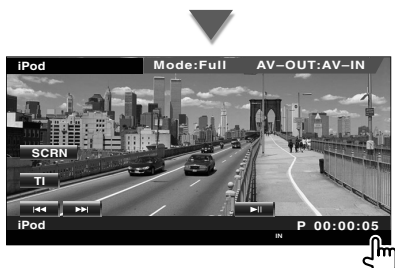 iPod Mode:Full AV–OUT:AV–IN
SCRN
TI
iPod P 00:00:05
IN